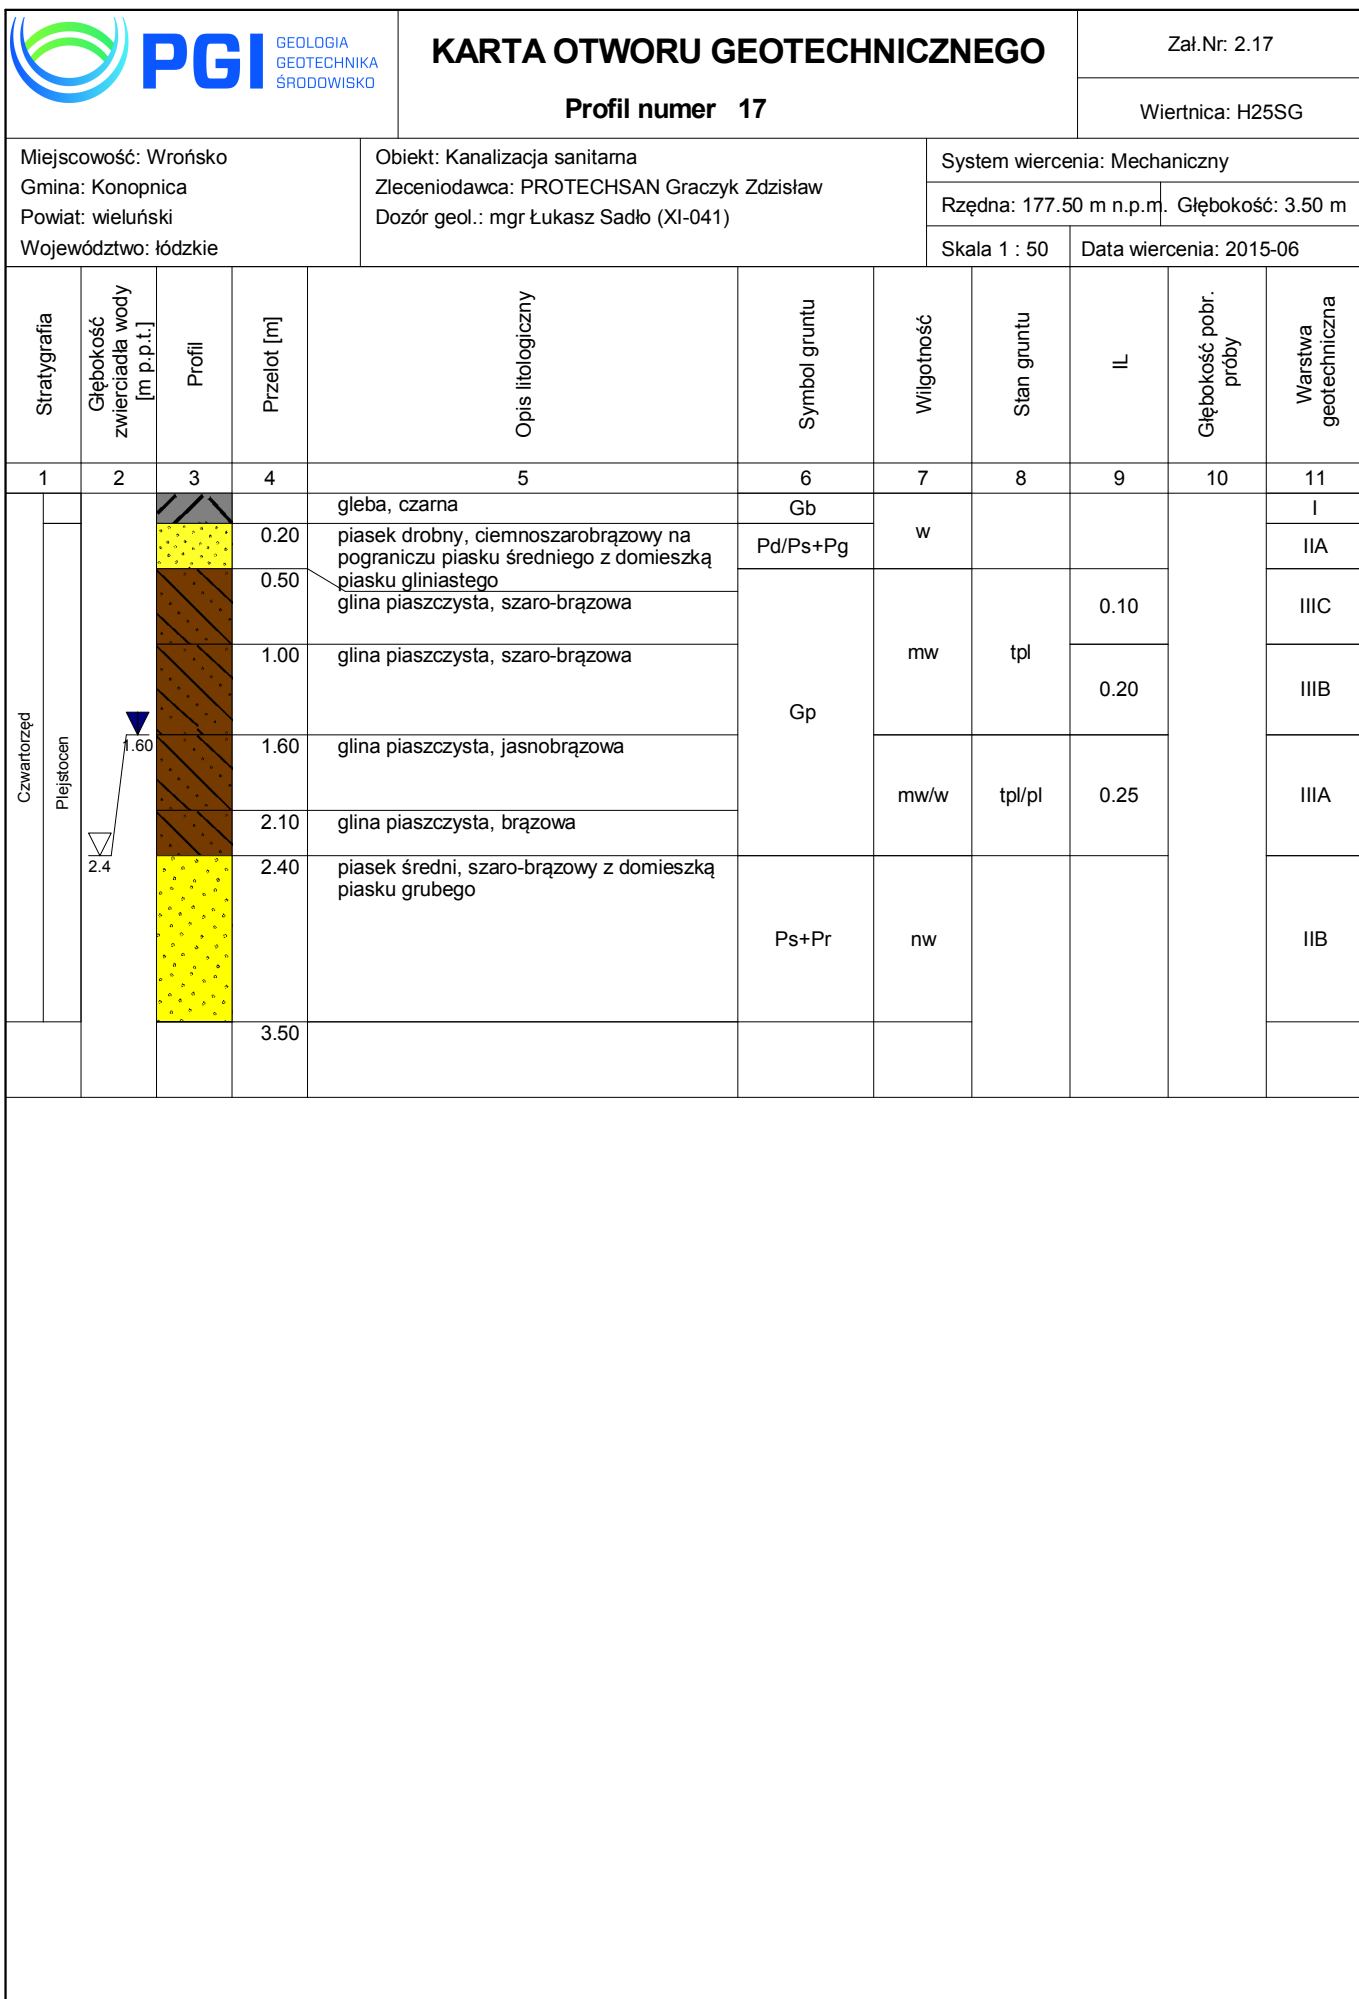 PGI
GEOLOGIA
GEOTECHNIKA
ŚRODOWISKO
KARTA OTWORU GEOTECHNICZNEGO
Profil numer 17
Zał.Nr: 2.17
Wiertnica: H25SG
Miejscowość: Wrońsko
Gmina: Konopnica
Powiat: wieluński
Województwo: łódzkie
Obiekt: Kanalizacja sanitarna
Zleceniodawca: PROTECHSAN Graczyk Zdzisław
Dozór geol.: mgr Łukasz Sadło (XI-041)
System wiercenia: Mechaniczny
Rzędna: 177.50 m n.p.m. Głębokość: 3.50 m
Skala 1 : 50 Data wiercenia: 2015-06
Stratygrafia
Głębokość
zwierciadła wody
[m p.p.t.]
Profil
Przelot [m]
Opis litologiczny
Symbol gruntu
Wilgotność
Stan gruntu
IL
Głębokość pobr.
próby
Warstwa
geotechniczna
1 2 3 4 5 6 7 8 9 10 11
Czwartorzęd
Plejstocen
gleba, czarna Gb I
w
0.20 piasek drobny, ciemnoszarobrązowy na
pograniczu piasku średniego z domieszką
piasku gliniastego
Pd/Ps+Pg IIA
0.50 glina piaszczysta, szaro-brązowa 0.10 IIIC
1.00 glina piaszczysta, szaro-brązowa mw tpl
0.20 IIIB
Gp
1.60
1.60 glina piaszczysta, jasnobrązowa
mw/w tpl/pl 0.25 IIIA
2.10 glina piaszczysta, brązowa
2.4
2.40 piasek średni, szaro-brązowy z domieszką
piasku grubego
Ps+Pr nw IIB
3.50